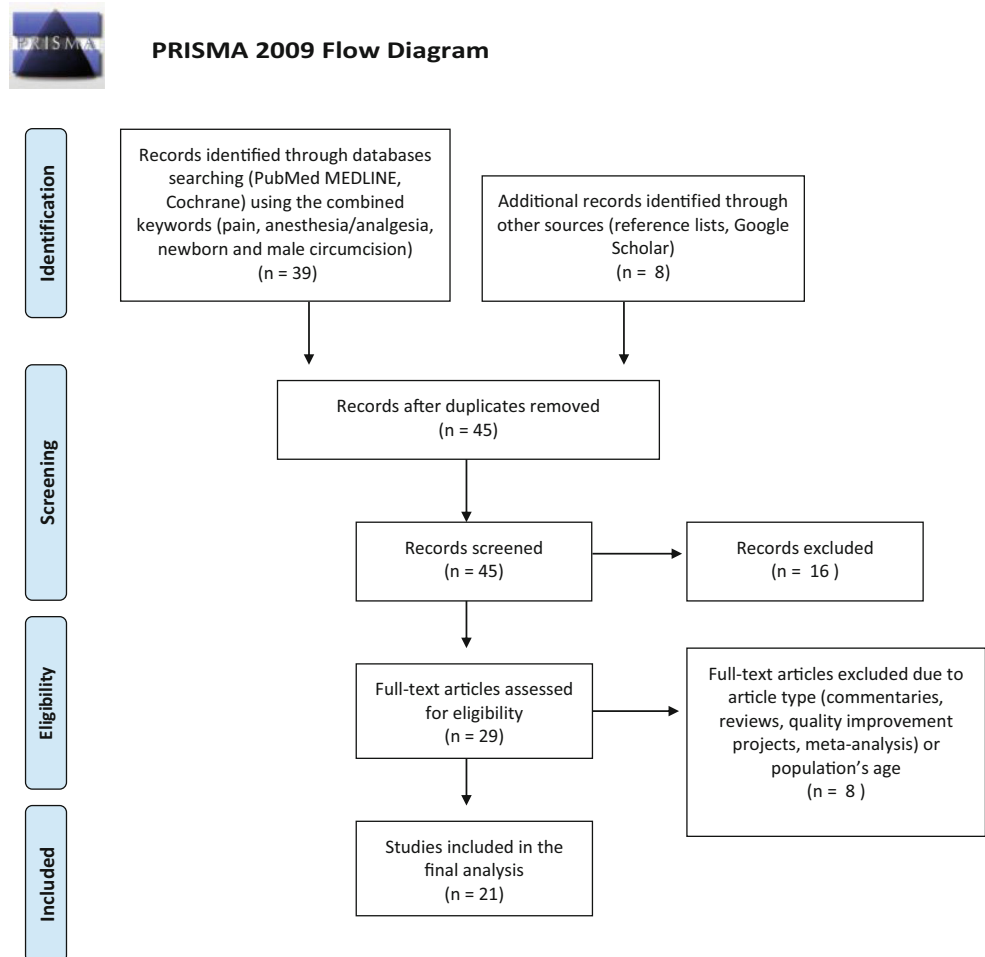 PRISMA
PRISMA 2009 Flow Diagram
Identification
Records identified through databases
searching (PubMed MEDLINE,
Cochrane) using the combined
keywords (pain, anesthesia/analgesia,
newborn and male circumcision)
(n = 39)
Additional records identified through
other sources (reference lists, Google
Scholar)
(n = 8)
Screening
Records after duplicates removed
(n = 45)
Records screened
(n = 45)
Records excluded
(n = 16 )
Eligibility
Full-text articles assessed
for eligibility
(n = 29)
Full-text articles excluded due to
article type (commentaries,
reviews, quality improvement
projects, meta-analysis) or
population’s age
(n = 8 )
Included
Studies included in the
final analysis
(n = 21)